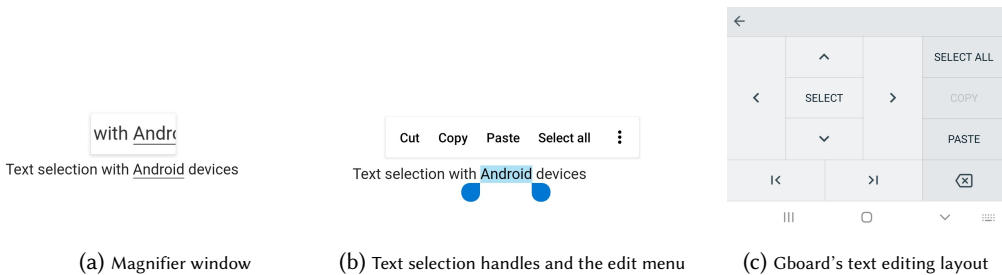 with Andro
Text selection with Android devices
(a) Magnifier window
Cut Copy Paste Select all
Text selection with Android devices
(b) Text selection handles and the edit menu
SELECT ALL
SELECT
COPY
PASTE
(c) Gboard's text editing layout